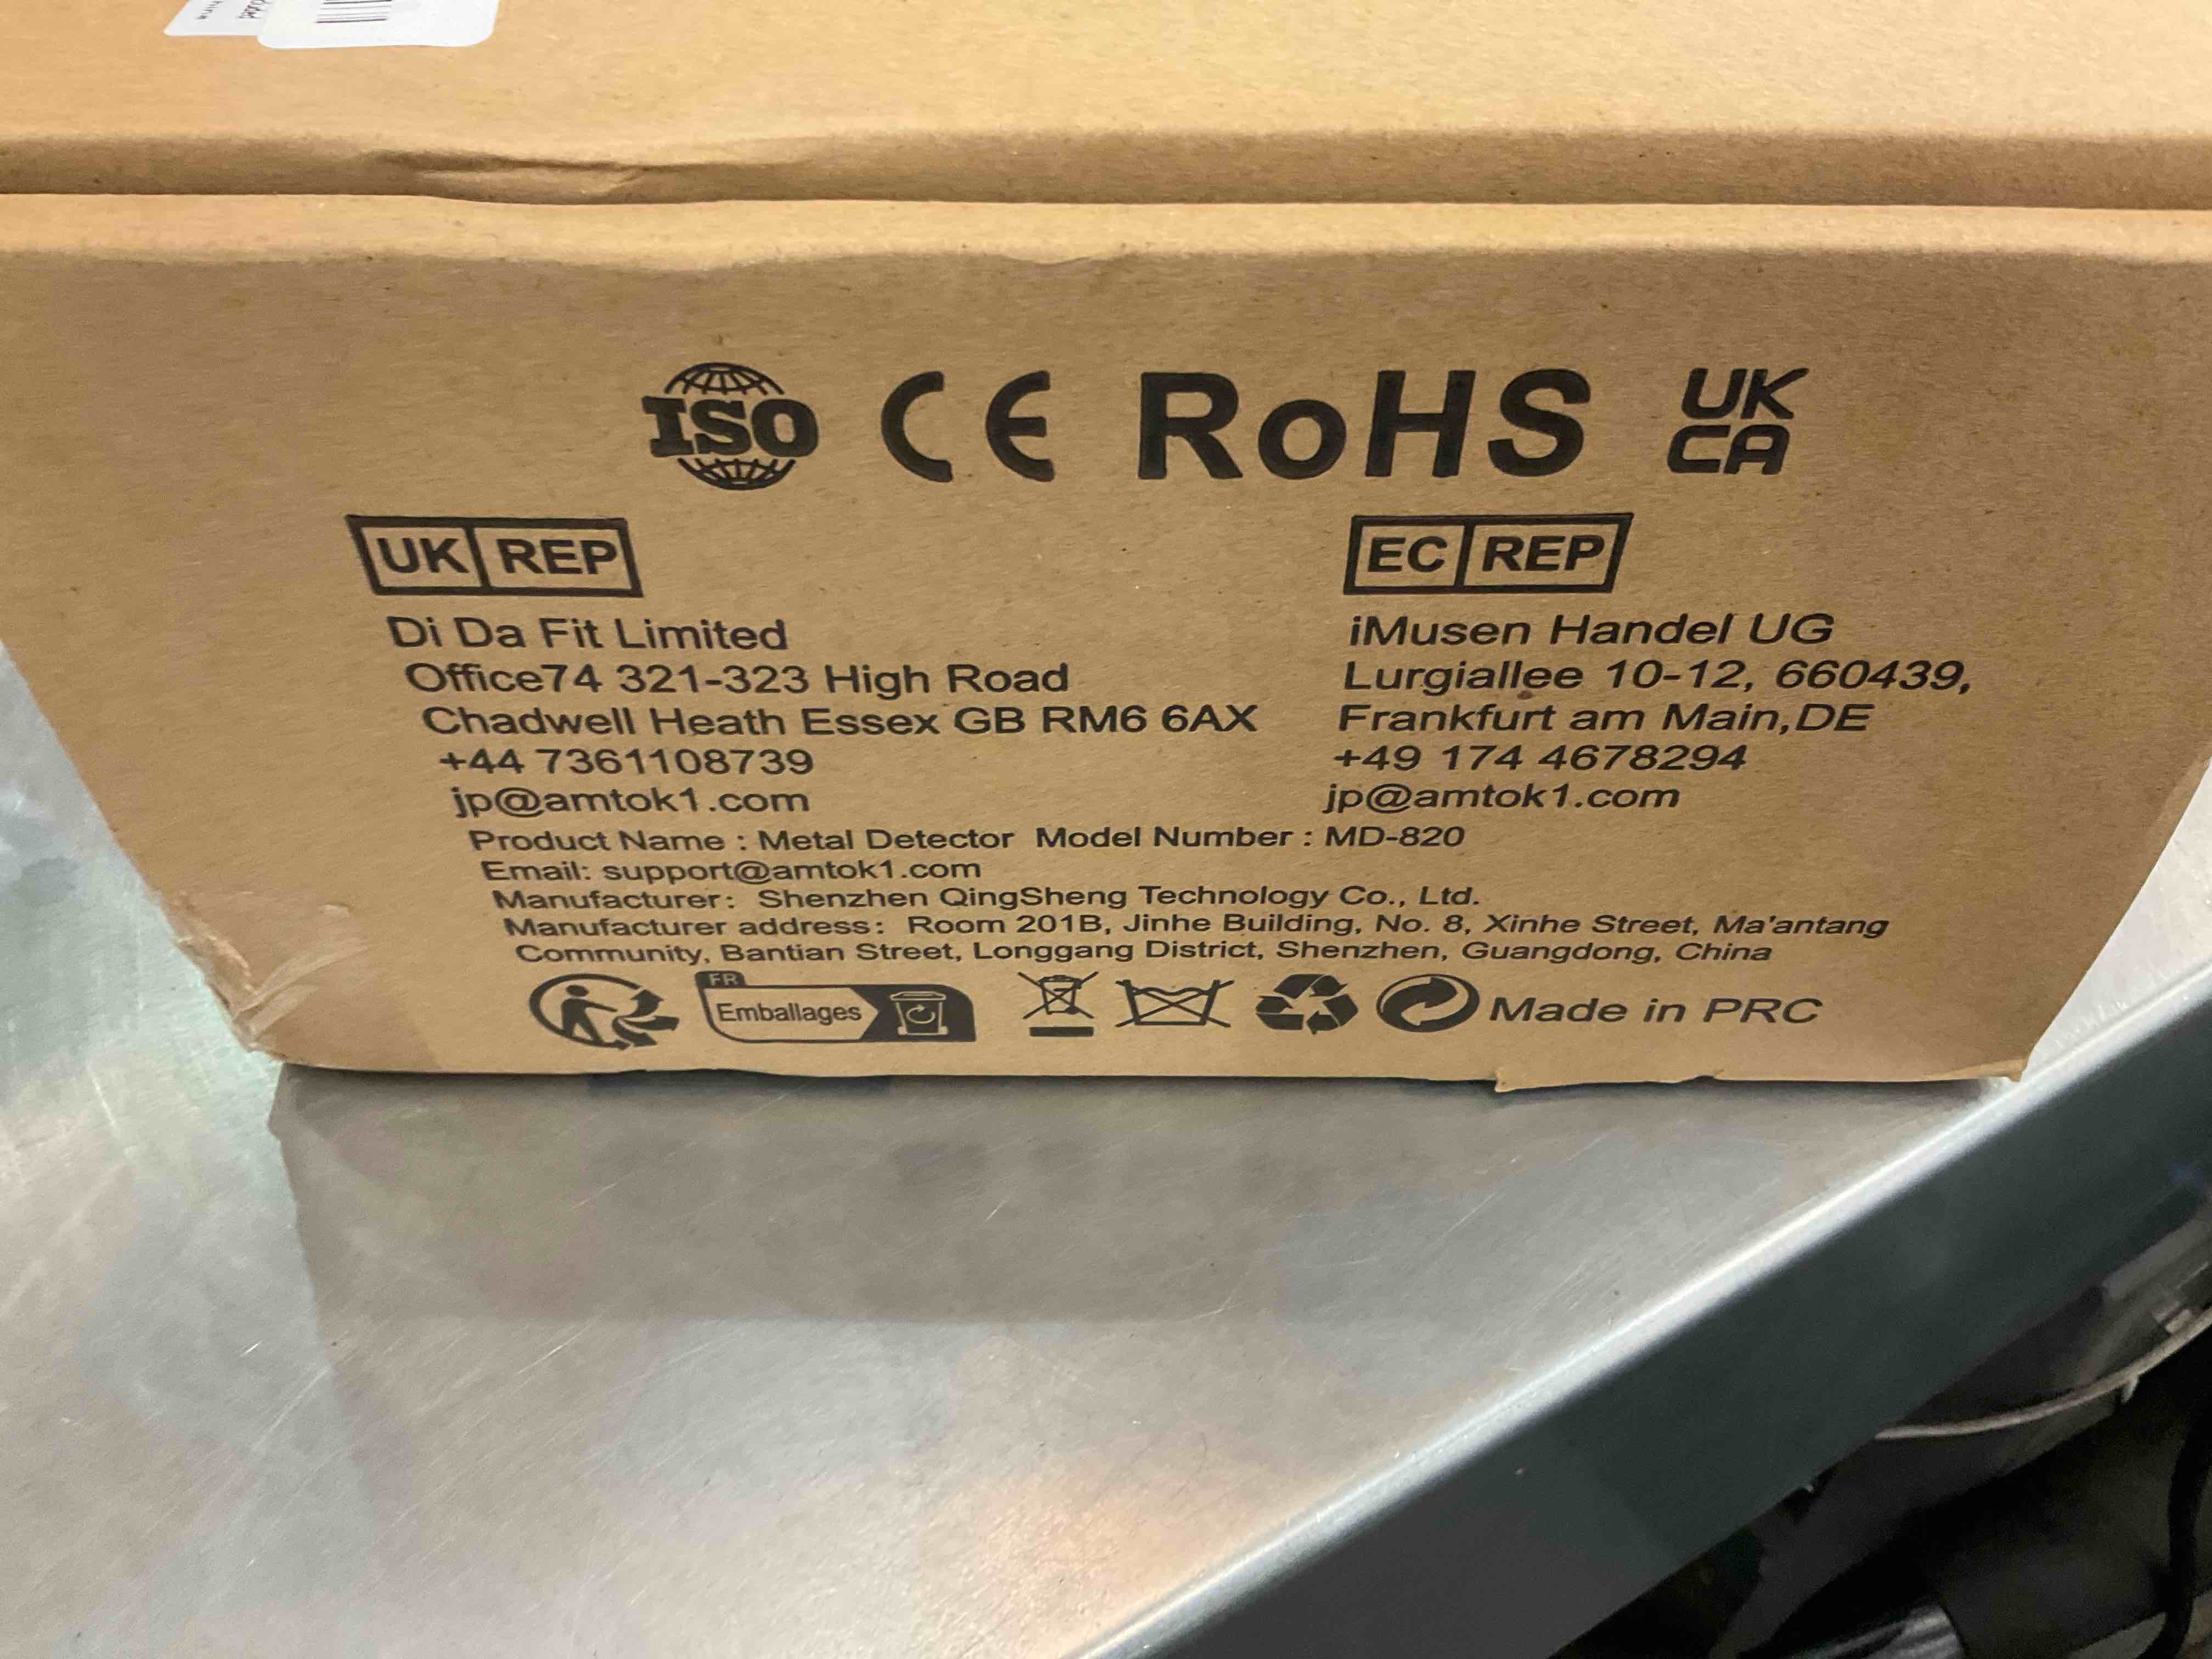 ISO CE RoHS UK CA
UK REP
Di Da Fit Limited
Office74 321-323 High Road
Chadwell Heath Essex GB RM6 6AX
+44 7361108739
jp@amtok1.com
EC REP
iMusen Handel UG
Lurgiallee 10-12, 660439,
Frankfurt am Main,DE
+49 174 4678294
jp@amtok1.com
Product Name : Metal Detector Model Number : MD-820
Email: support@amtok1.com
Manufacturer: Shenzhen QingSheng Technology Co., Ltd.
Manufacturer address: Room 201B, Jinhe Building, No. 8, Xinhe Street, Ma'antang
Community, Bantian Street, Longgang District, Shenzhen, Guangdong, China
FR
Emballages
Made in PRC